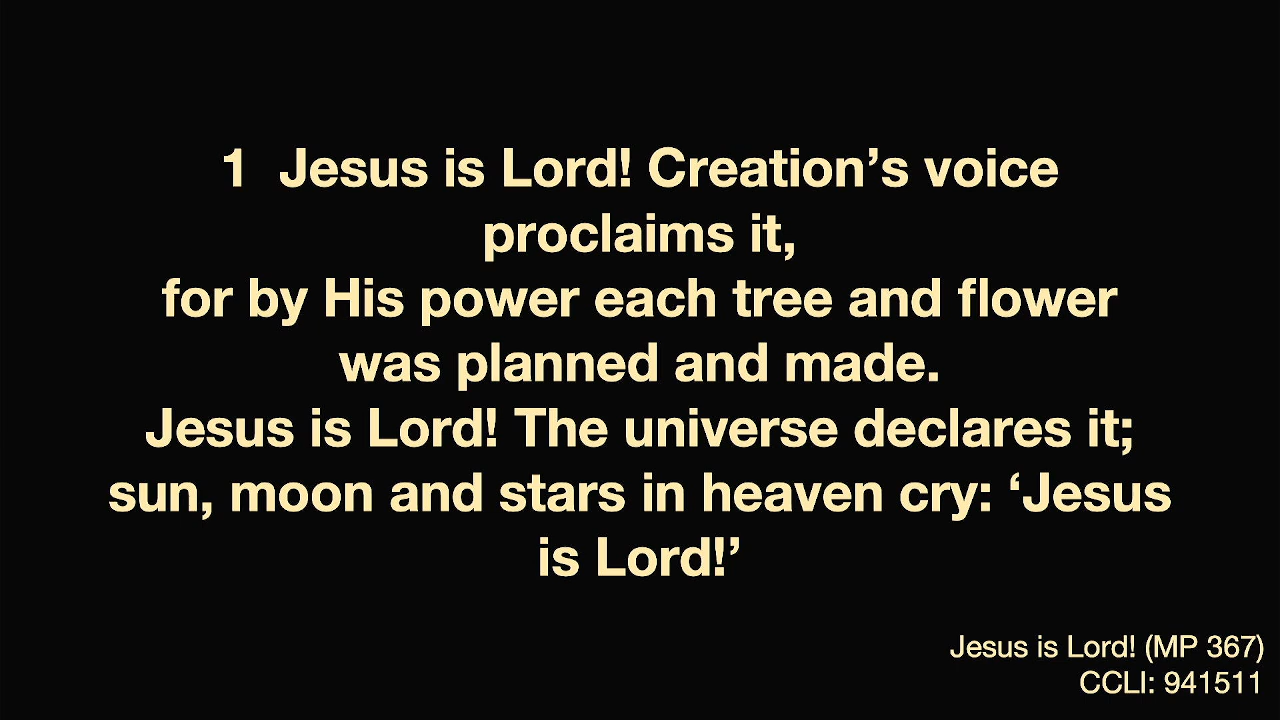 1  Jesus is Lord! Creation’s voice
proclaims it,
for by His power each tree and flower
was planned and made.
Jesus is Lord! The universe declares it;
sun, moon and stars in heaven cry: ‘Jesus
is Lord!’
Jesus is Lord! (MP 367)
CCLI: 941511